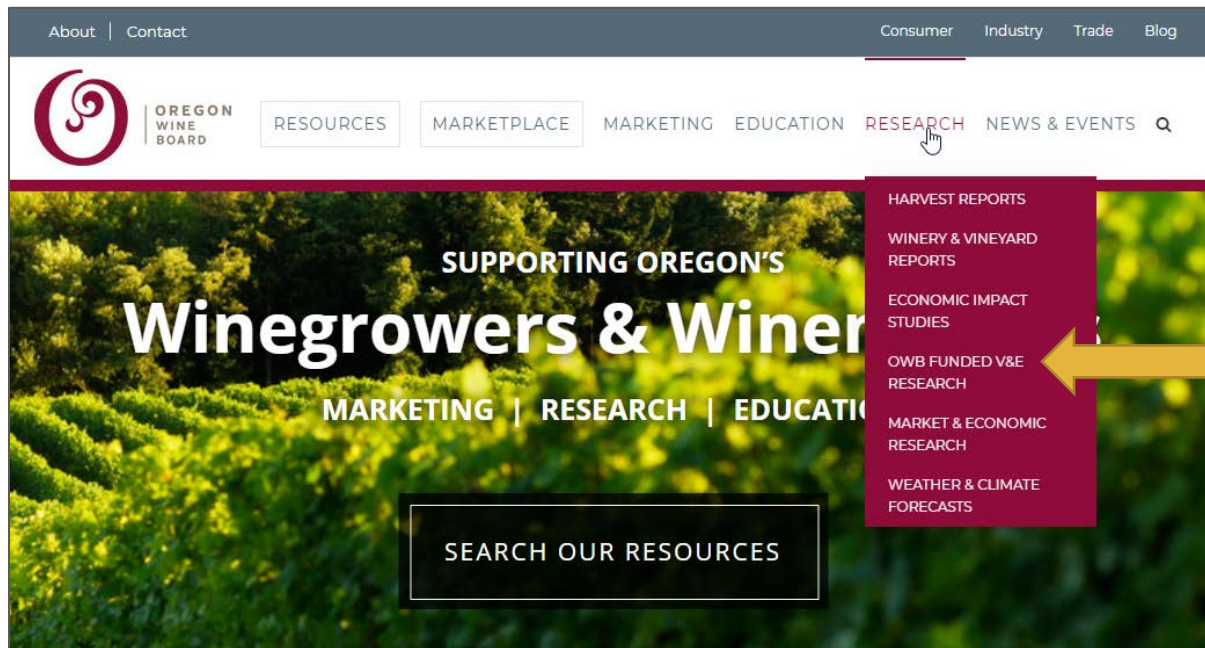 About | Contact
Consumer Industry Trade Blog
OREGON
WINE
BOARD
RESOURCES MARKETPLACE MARKETING EDUCATION RESEARCH NEWS & EVENTS
HARVEST REPORTS
WINERY & VINEYARD
REPORTS
ECONOMIC IMPACT
STUDIES
OWB FUNDED V&E
RESEARCH
MARKET & ECONOMIC
RESEARCH
WEATHER & CLIMATE
FORECASTS
SUPPORTING OREGON'S
Winegrowers & Winer
MARKETING | RESEARCH | EDUCATI
SEARCH OUR RESOURCES